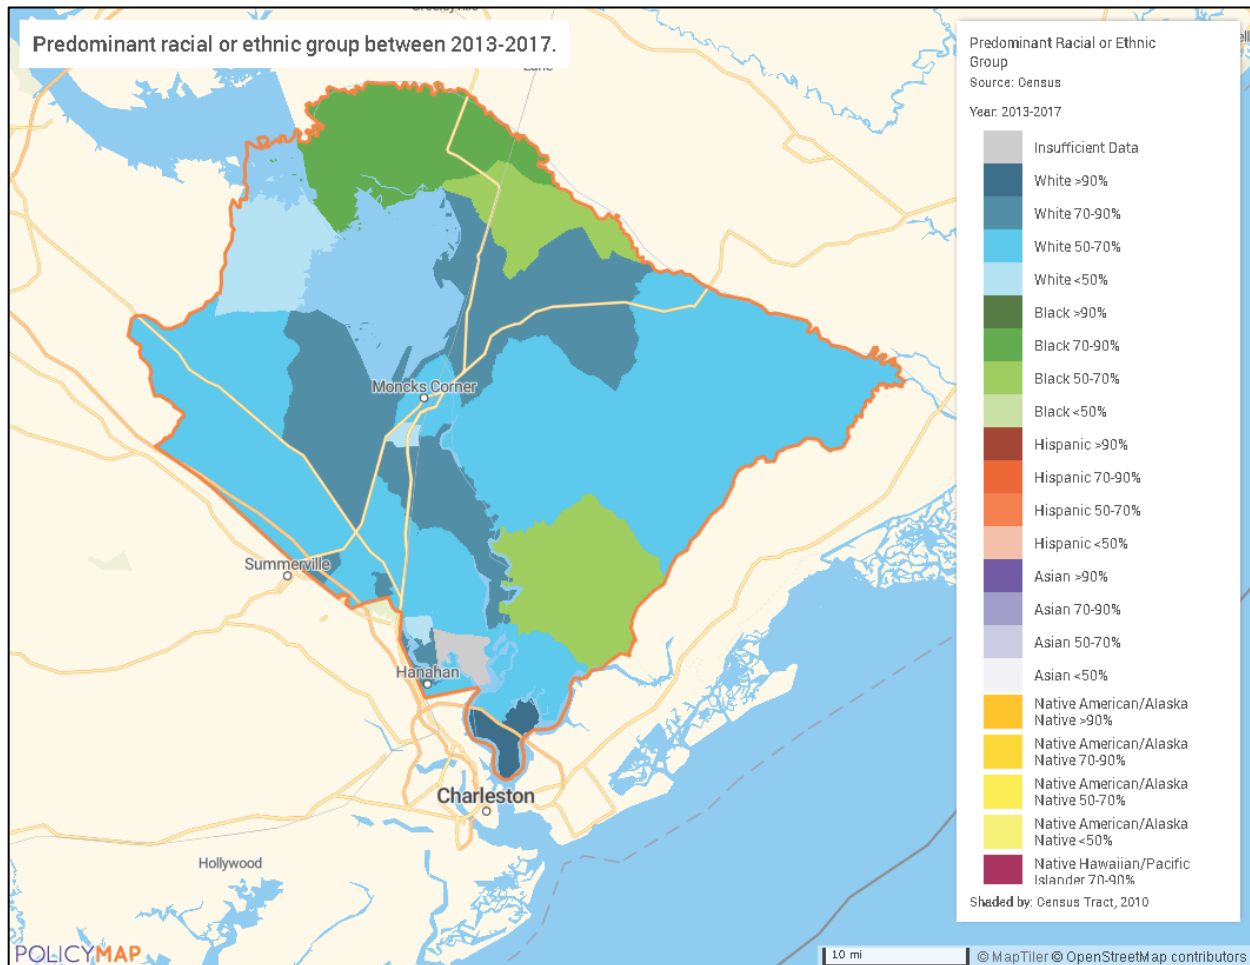 Predominant racial or ethnic group between 2013-2017.
Lane
Moncks Corner
Summerville
Hanahan
Charleston
Hollywood
Predominant Racial or Ethnic
Group
Source: Census
Year: 2013-2017
Insufficient Data
White >90%
White 70-90%
White 50-70%
White <50%
Black >90%
Black 70-90%
Black 50-70%
Black <50%
Hispanic >90%
Hispanic 70-90%
Hispanic 50-70%
Hispanic <50%
Asian >90%
Asian 70-90%
Asian 50-70%
Asian <50%
Native American/Alaska
Native >90%
Native American/Alaska
Native 70-90%
Native American/Alaska
Native 50-70%
Native American/Alaska
Native <50%
Native Hawaiian/Pacific
Islander 70-90%
Shaded by: Census Tract, 2010
POLICYMAP
10 mi
© MapTiler © OpenStreetMap contributors